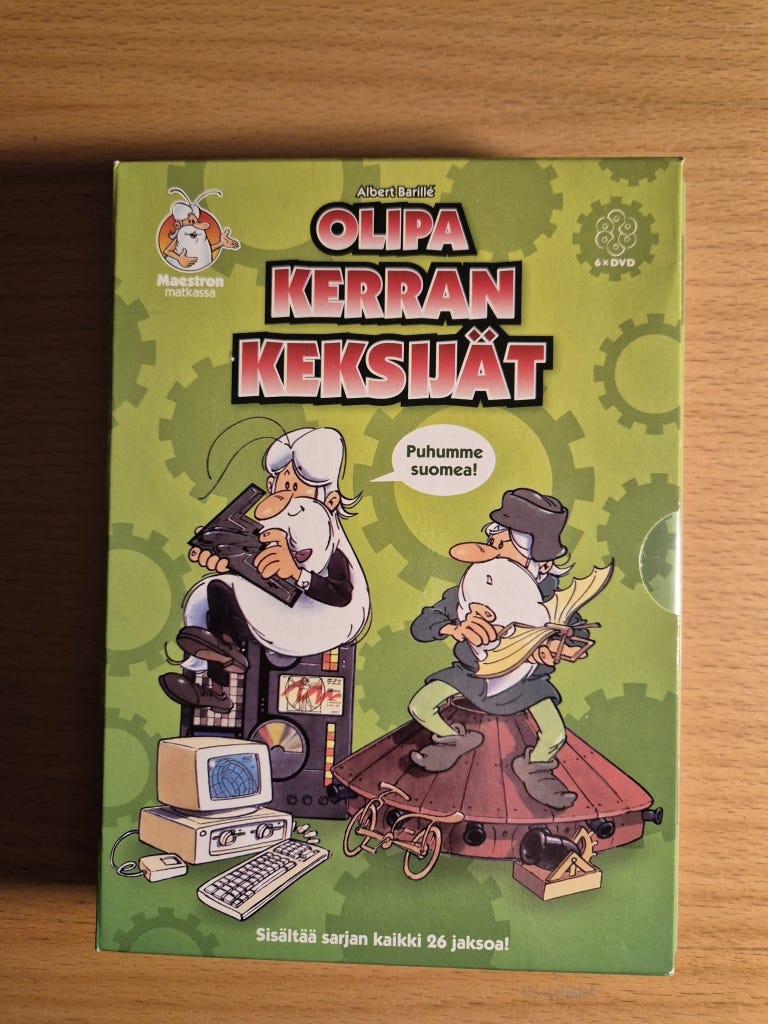 Albert Barillé
OLIPA
KERRAN
KEKSIJÄT
Maestron
matkassa
6×DVD
Puhumme
suomea!
Sisältää sarjan kaikki 26 jaksoa!